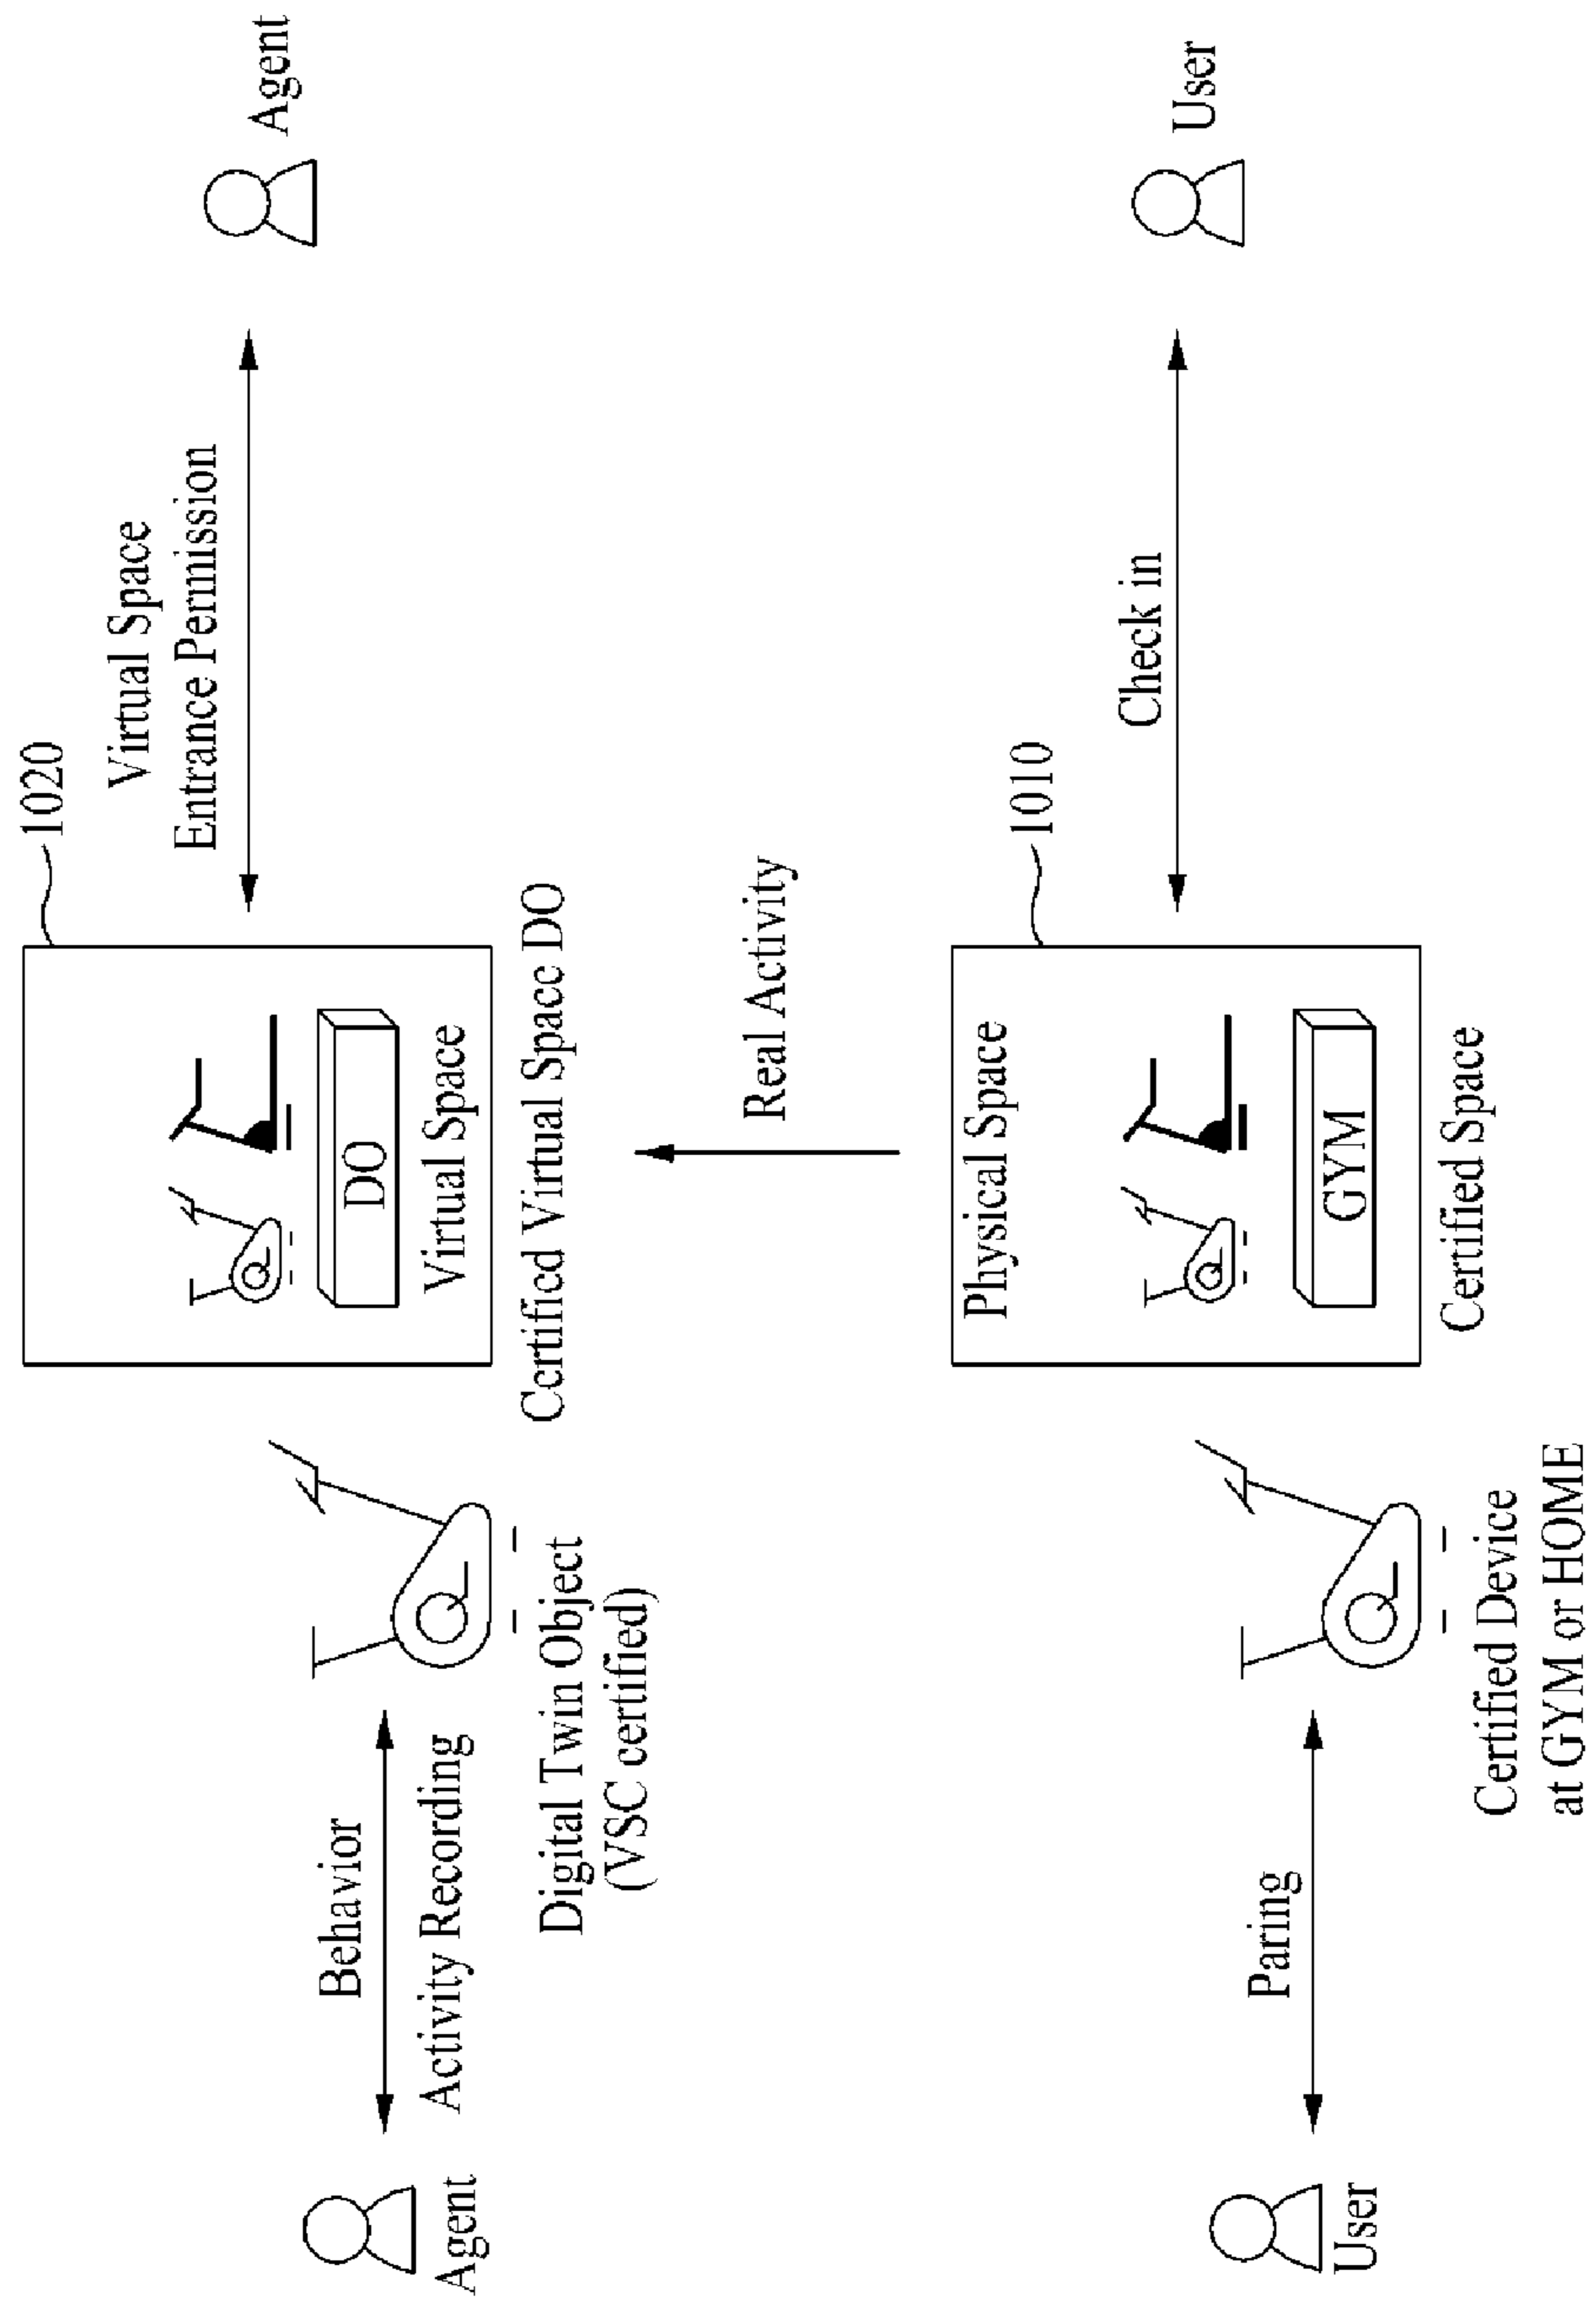 1020
Virtual Space
Entrance Permission
Agent
DO
Virtual Space
Certified Virtual Space DO
Behavior
Activity Recording
Agent
Digital Twin Object
(VSC certified)
Real Activity
1010
Physical Space
GYM
Certified Space
Check in
User
Paring
User
Certified Device
at GYM or HOME